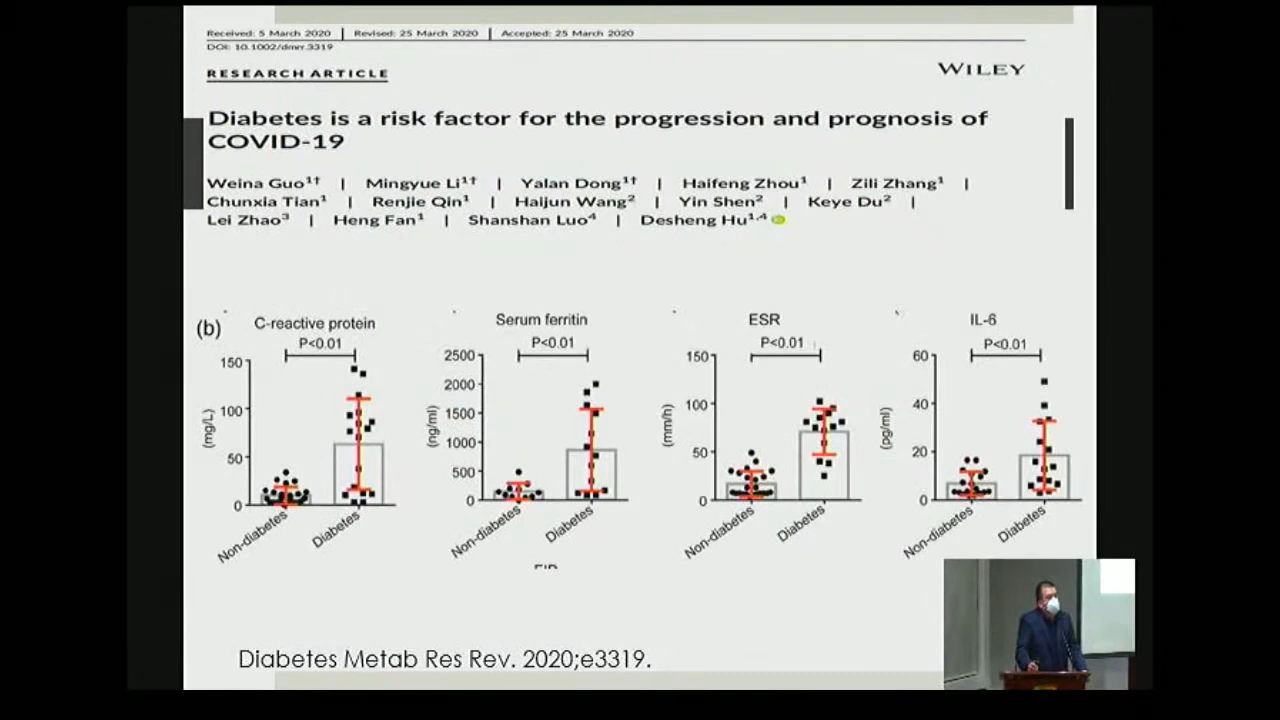 Received: 5 March 2020 | Revised: 25 March 2020 | Accepted: 25 March 2020
DOI: 10.1002/dmrr.3319
RESEARCH ARTICLE
WILEY
Diabetes is a risk factor for the progression and prognosis of
COVID-19
Weina Guo1† | Mingyue Li1† | Yalan Dong1† | Haifeng Zhou1 | Zili Zhang1 |
Chunxia Tian1 | Renjie Qin1 | Haijun Wang2 | Yin Shen2 | Keye Du2 |
Lei Zhao3 | Heng Fan1 | Shanshan Luo4 | Desheng Hu1,4
(b)
C-reactive protein
P<0.01
(mg/L)
150
100
50
0
Non-diabetes
Diabetes
Serum ferritin
P<0.01
(ng/ml)
2500
2000
1500
1000
500
0
Non-diabetes
Diabetes
ESR
P<0.01
(mm/h)
150
100
50
0
Non-diabetes
Diabetes
IL-6
P<0.01
(pg/ml)
60
40
20
0
Non-diabetes
Diabetes
Diabetes Metab Res Rev. 2020;e3319.